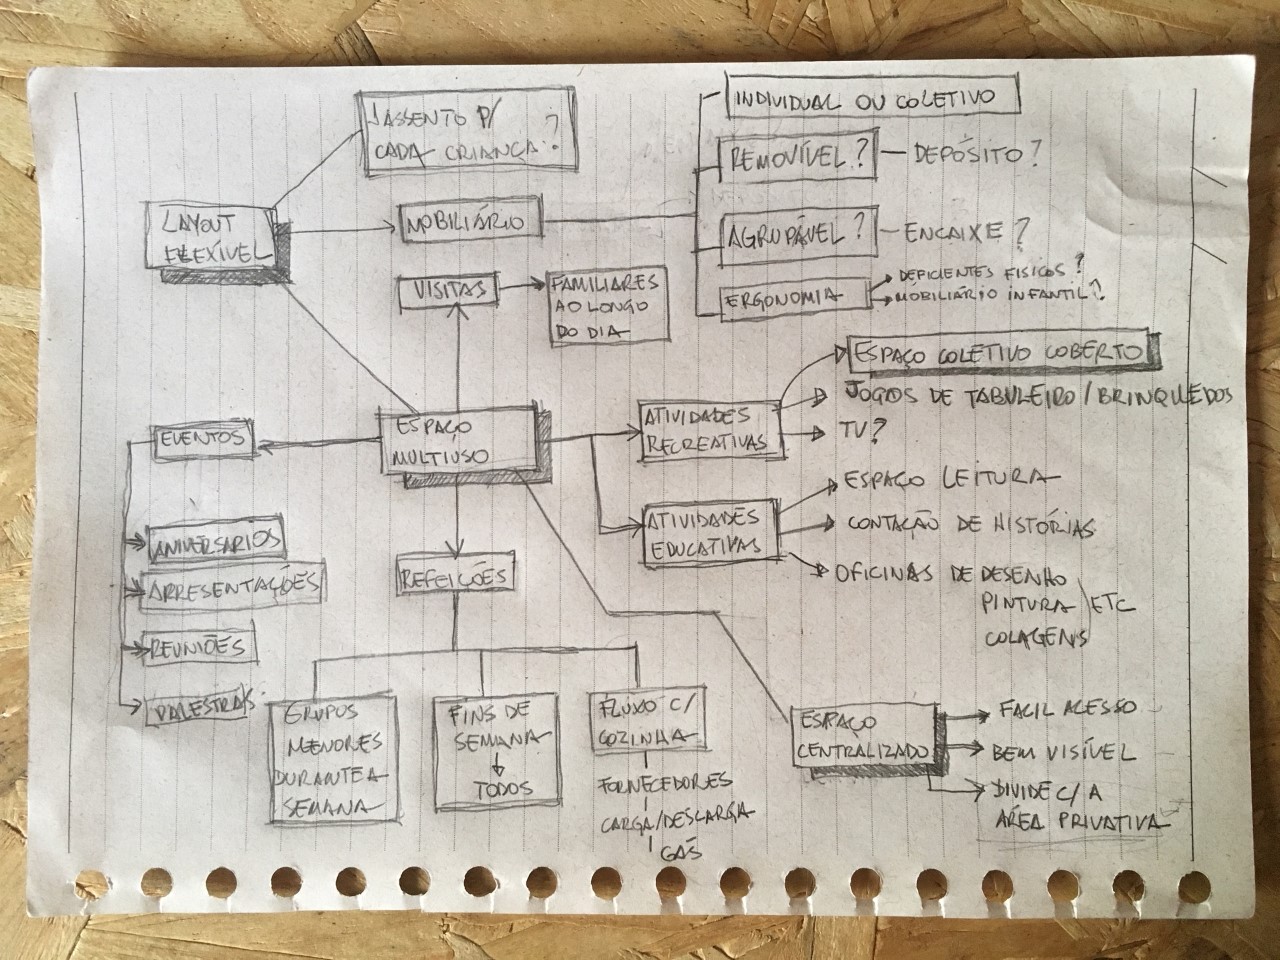 1 ASSENTO P/
CADA CRIANÇA?
INDIVIDUAL OU COLETIVO
REMOVÍVEL? — DEPÓSITO?
LAYOUT
FLEXÍVEL
MOBILIÁRIO
AGRUPÁVEL? — ENCAIXE?
ERGONOMIA
DEFICIENTES FÍSICOS?
MOBILIÁRIO INFANTIL?
VISITAS
FAMILIARES
AO LONGO
DO DIA
ESPAÇO COLETIVO COBERTO
JOGOS DE TABULEIRO/BRINQUEDOS
TV?
ATIVIDADES
RECREATIVAS
ESPAÇO
MULTIUSO
EVENTOS
ESPAÇO LEITURA
CONTAÇÃO DE HISTÓRIAS
OFICINAS DE DESENHO
PINTURA
COLAGENS
ETC
ATIVIDADES
EDUCATIVAS
ANIVERSÁRIOS
APRESENTAÇÕES
REUNIÕES
PALESTRAS
REFEIÇÕES
GRUPOS
MENORES
DURANTE A
SEMANA
FINS DE
SEMANA
TODOS
FLUXO C/
COZINHA
FORNECEDORES
CARGA/DESCARGA
GÁS
ESPAÇO
CENTRALIZADO
FACIL ACESSO
BEM VISÍVEL
DIVIDE C/ A
ÁREA PRIVATIVA